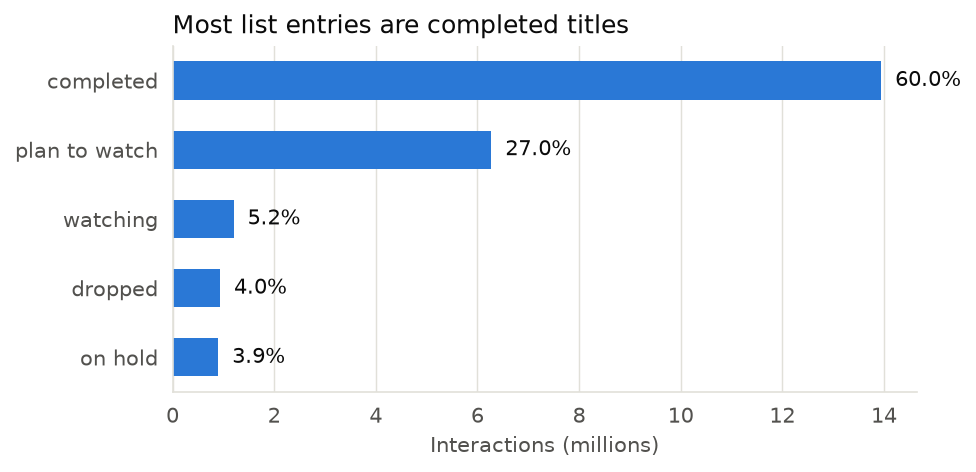 Most list entries are completed titles
completed
60.0%
plan to watch
27.0%
watching
5.2%
dropped
4.0%
on hold
3.9%
0 2 4 6 8 10 12 14
Interactions (millions)